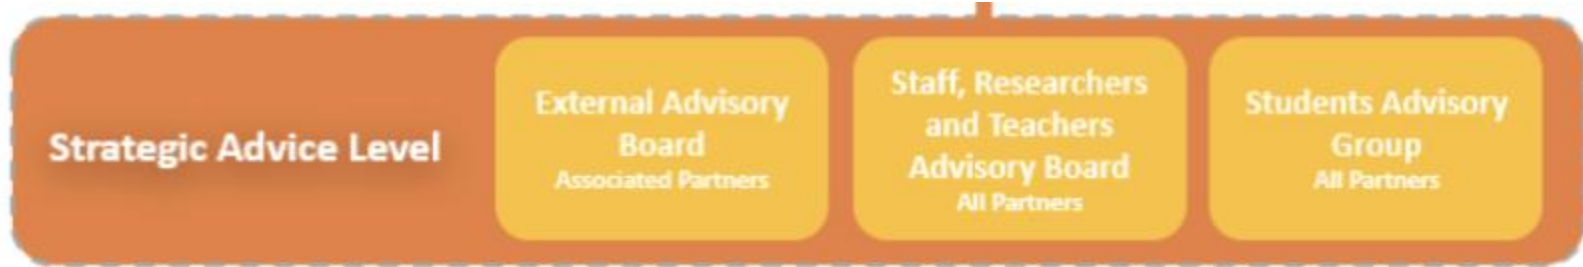 Strategic Advice Level
External Advisory
Board
Associated Partners
Staff, Researchers
and Teachers
Advisory Board
All Partners
Students Advisory
Group
All Partners